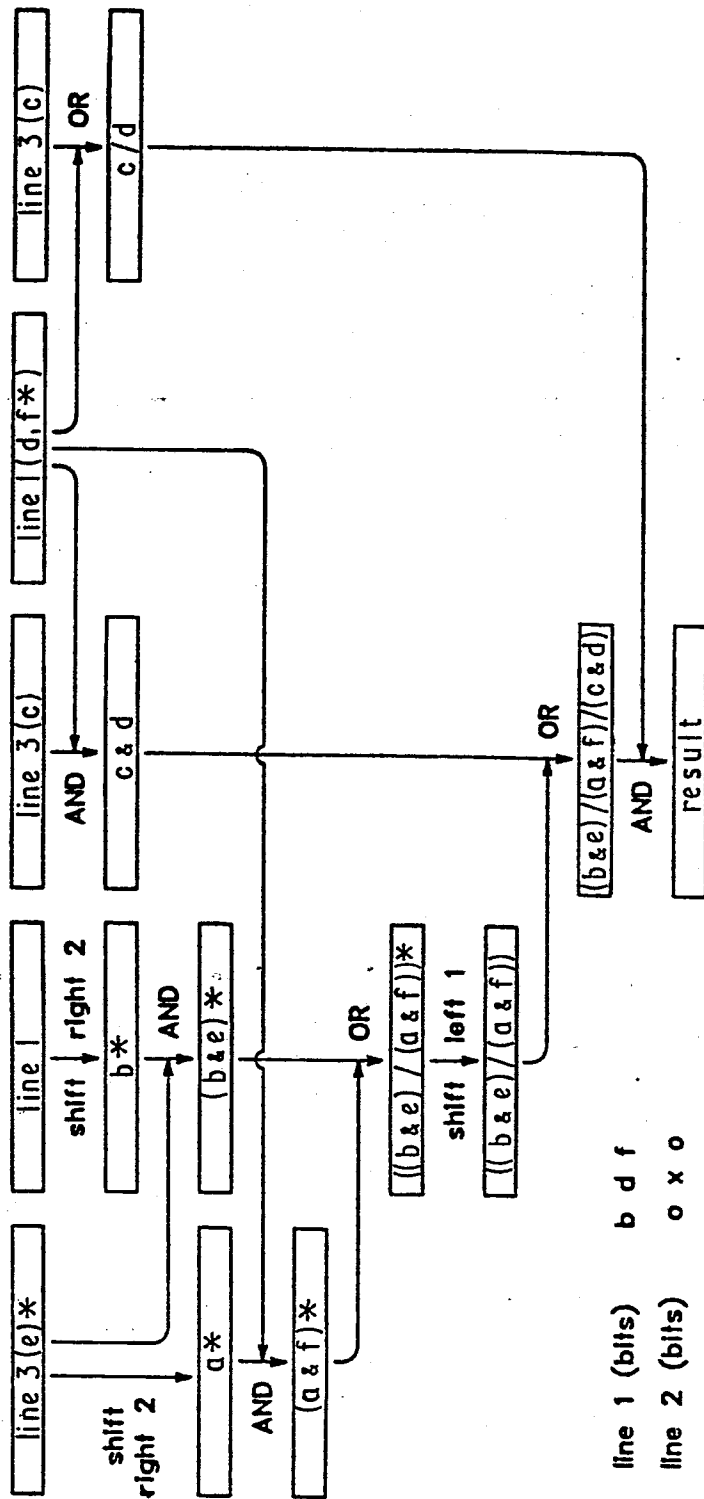 line 3(e)* line 1 line 3(c) line 1(d,f*) line 3(c)
shift right 2 shift right 2 AND OR
b* c & d c/d
AND
a* (b&e)*
AND
(a & f)*
OR
((b&e)/(a&f))*
shift left 1
((b&e)/(a&f))
OR
(b&e)/(a&f)/(c&d)
AND
result
line 1 (bits) b d f
line 2 (bits) o x o